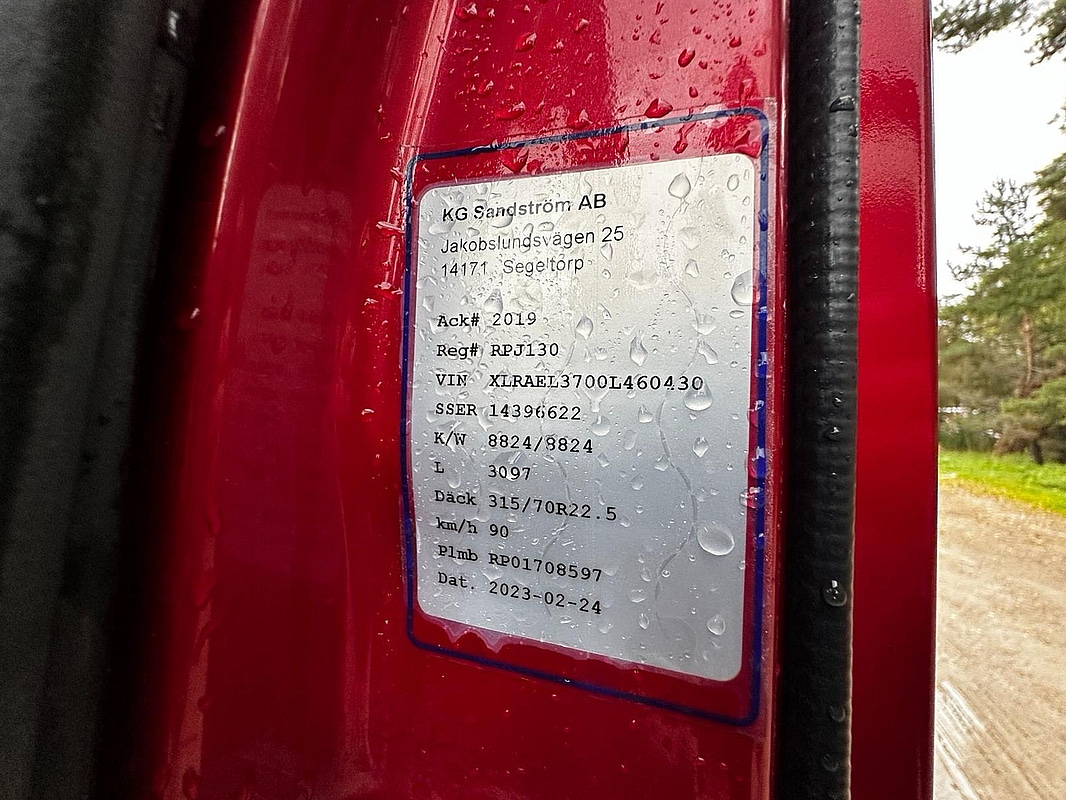 KG Sandström AB
Jakobslundsvägen 25
14171 Segeltorp
Ack# 2019
Reg# RPJ130
VIN XLRAEL3700L460430
SSER 14396622
K/W 8824/8824
L 3097
Däck 315/70R22.5
km/h 90
Plmb RP01708597
Dat. 2023-02-24